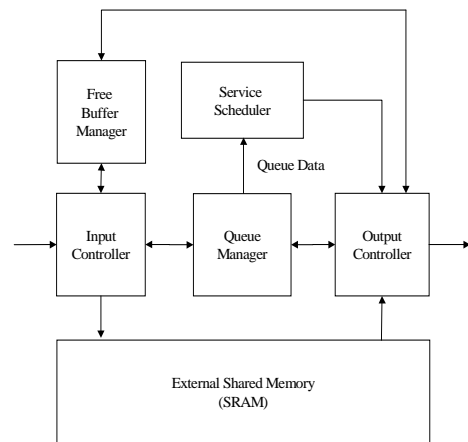 Free
Buffer
Manager
Service
Scheduler
Queue Data
Input
Controller
Queue
Manager
Output
Controller
External Shared Memory
(SRAM)